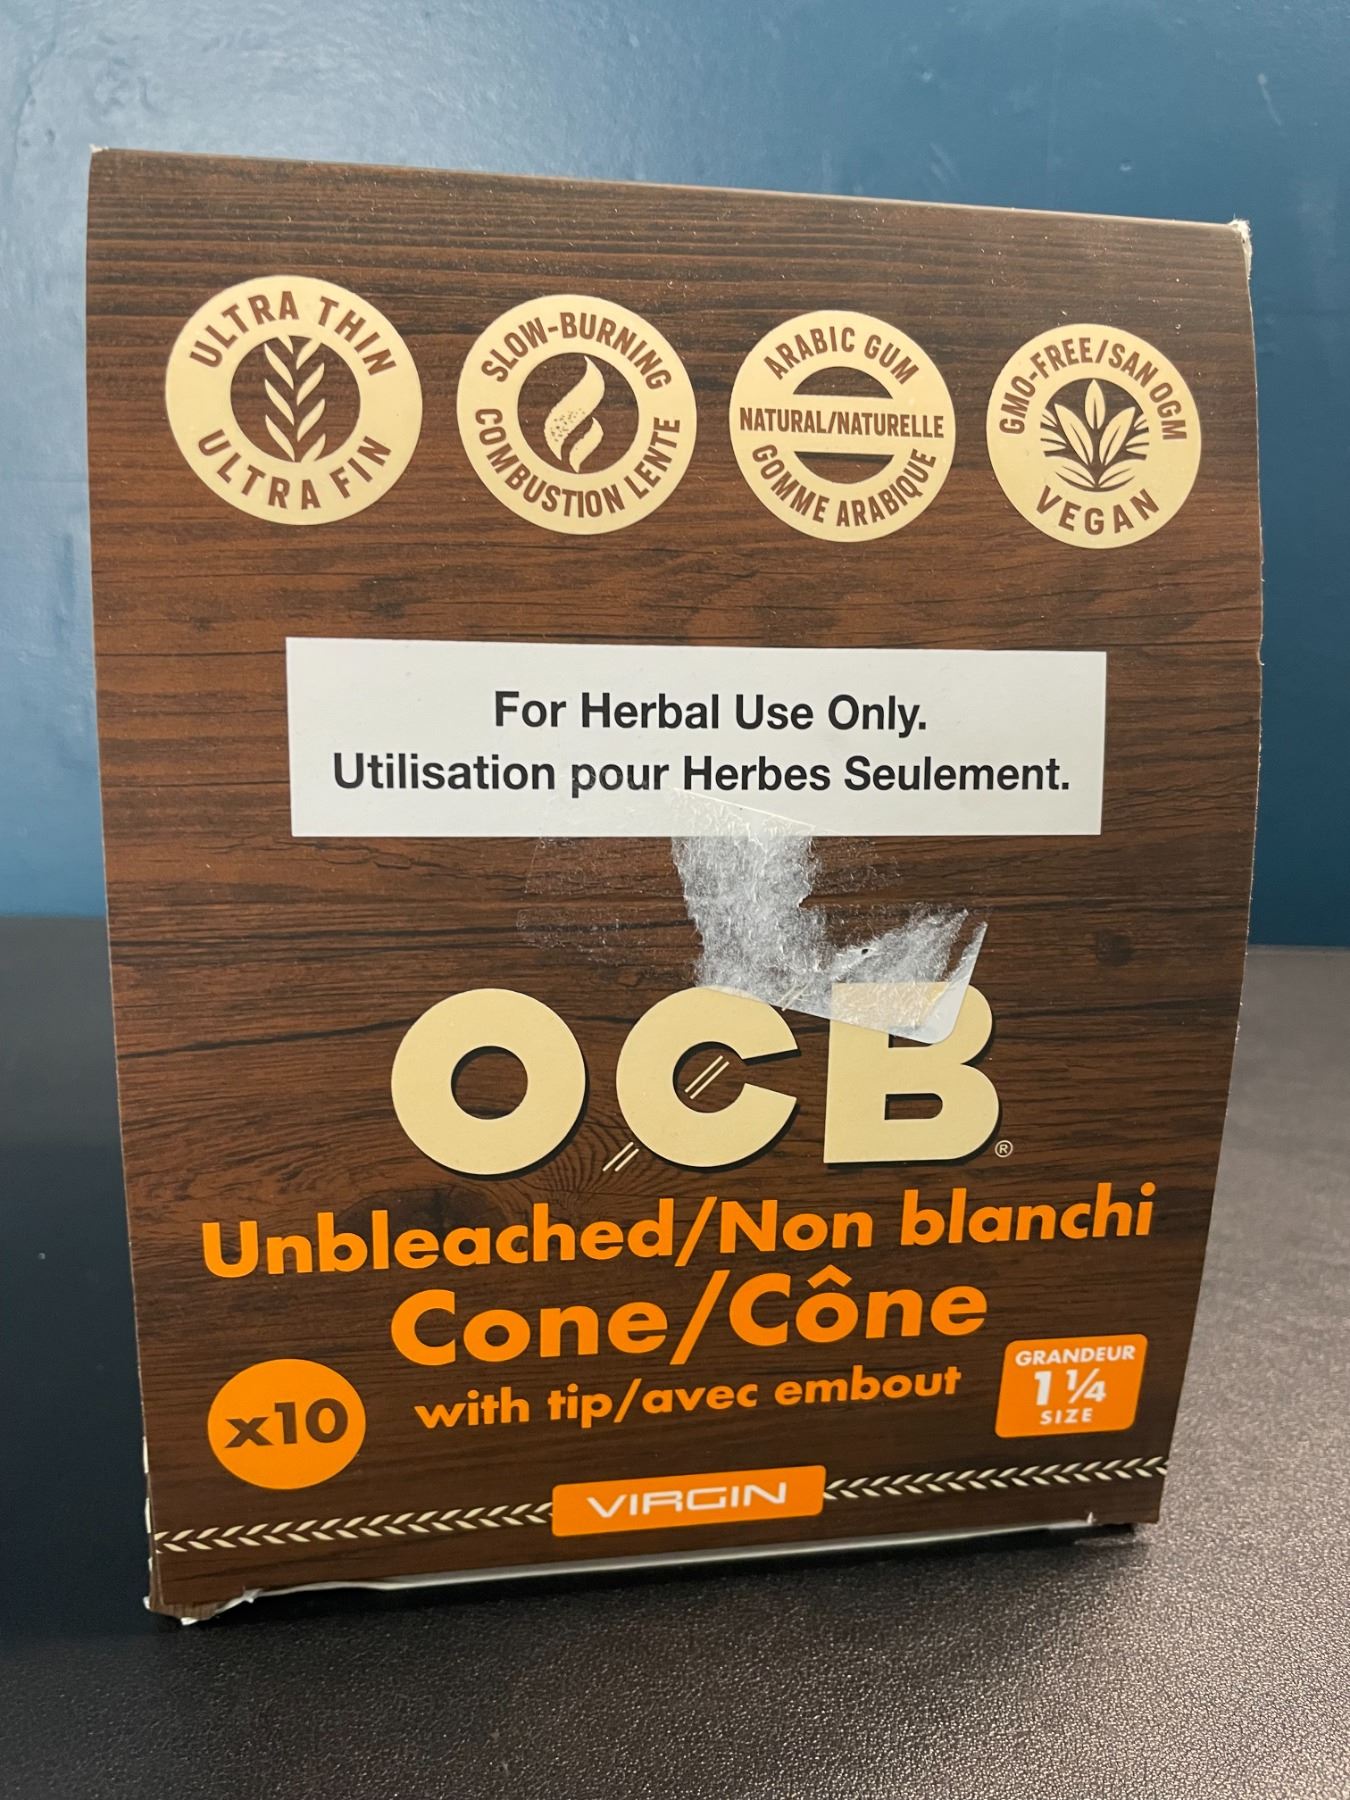 ULTRA THIN
ULTRA FIN
SLOW-BURNING
COMBUSTION LENTE
ARABIC GUM
NATURAL/NATURELLE
GOMME ARABIQUE
GMO-FREE/SAN OGM
VEGAN
For Herbal Use Only.
Utilisation pour Herbes Seulement.
OCB®
Unbleached/Non blanchi
Cone/Cône
x10
with tip/avec embout
GRANDEUR
1 1/4
SIZE
VIRGIN